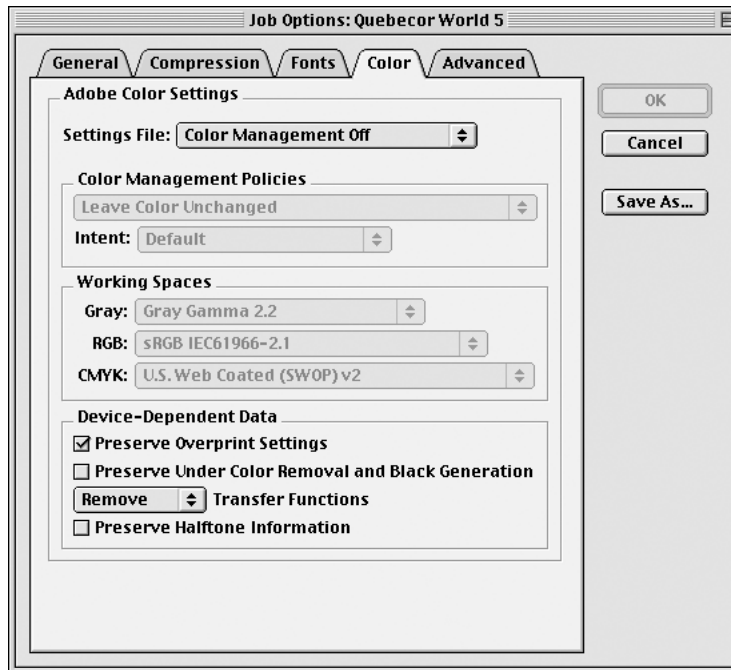 Job Options: Quebecor World 5
General Compression Fonts Color Advanced
Adobe Color Settings
Settings File: Color Management Off
Color Management Policies
Leave Color Unchanged
Intent: Default
Working Spaces
Gray: Gray Gamma 2.2
RGB: sRGB IEC61966-2.1
CMYK: U.S. Web Coated (SWOP) v2
Device-Dependent Data
Preserve Overprint Settings
Preserve Under Color Removal and Black Generation
Remove Transfer Functions
Preserve Halftone Information
OK
Cancel
Save As...